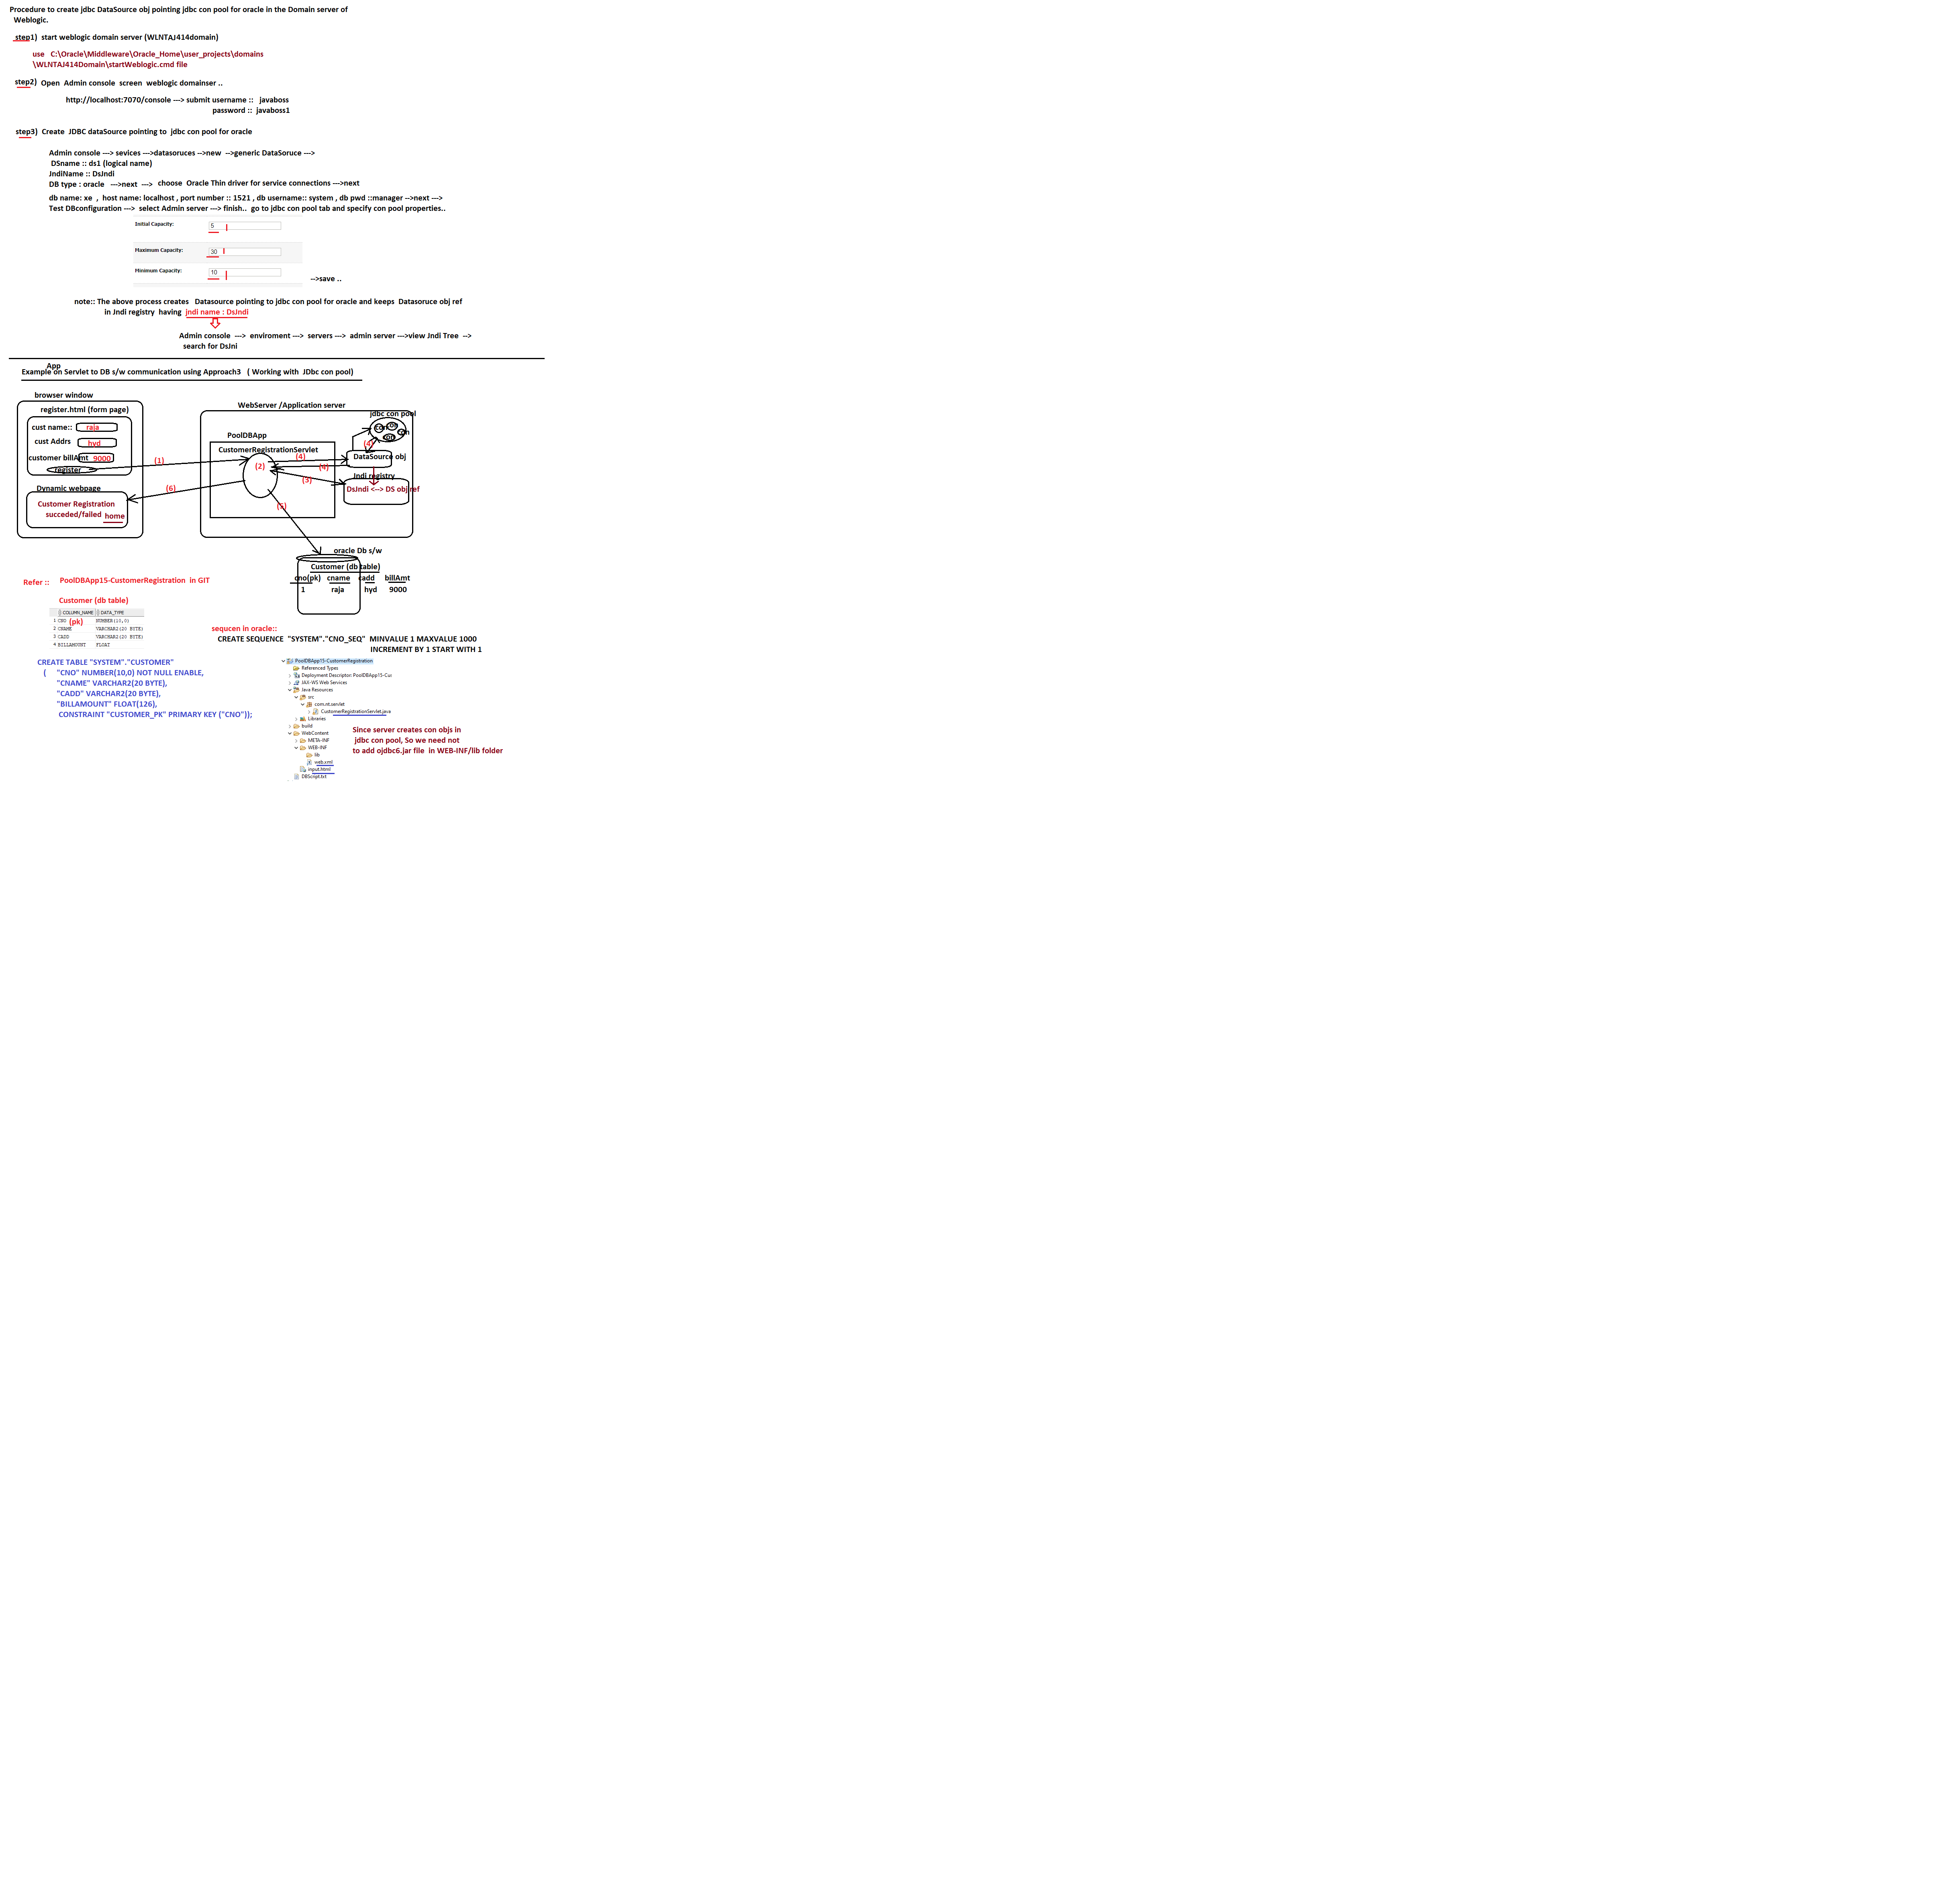 Procedure to create jdbc DataSource obj pointing jdbc con pool for oracle in the Domain server of
Weblogic.
step1) start weblogic domain server (WLNTAJ414domain)
use C:\Oracle\Middleware\Oracle_Home\user_projects\domains
\WLNTAJ414Domain\startWeblogic.cmd file
step2) Open Admin console screen weblogic domainser ..
http://localhost:7070/console ---> submit username :: javaboss
password :: javaboss1
step3) Create JDBC dataSource pointing to jdbc con pool for oracle
Admin console ---> sevices --->datasoruces -->new -->generic DataSoruce --->
DSname :: ds1 (logical name)
JndiName :: DsJndi
DB type : oracle --->next ---> choose Oracle Thin driver for service connections --->next
db name: xe , host name: localhost , port number :: 1521 , db username:: system , db pwd ::manager -->next --->
Test DBconfiguration ---> select Admin server ---> finish.. go to jdbc con pool tab and specify con pool properties..
Initial Capacity: 5
Maximum Capacity: 30
Minimum Capacity: 10
-->save ..
note:: The above process creates Datasource pointing to jdbc con pool for oracle and keeps Datasoruce obj ref
in Jndi registry having jndi name : DsJndi
Admin console ---> enviroment ---> servers ---> admin server --->view Jndi Tree -->
search for DsJni
App
Example on Servlet to DB s/w communication using Approach3 ( Working with JDbc con pool)
browser window
register.html (form page)
cust name:: raja
cust Addrs hyd
customer billAmt 9000
register
Dynamic webpage
Customer Registration
succeded/failed home
(1)
(6)
WebServer /Application server
jdbc con pool
con con
con
con
PoolDBApp
CustomerRegistrationServlet
(4)
(2)
(4)
DataSource obj
(4)
(3)
Jndi registry
DsJndi <--> DS obj ref
(5)
oracle Db s/w
Customer (db table)
cno(pk) cname cadd billAmt
1 raja hyd 9000
Refer :: PoolDBApp15-CustomerRegistration in GIT
Customer (db table)
COLUMN_NAME DATA_TYPE
1 CNO (pk) NUMBER(10,0)
2 CNAME VARCHAR2(20 BYTE)
3 CADD VARCHAR2(20 BYTE)
4 BILLAMOUNT FLOAT
sequcen in oracle::
CREATE SEQUENCE "SYSTEM"."CNO_SEQ" MINVALUE 1 MAXVALUE 1000
INCREMENT BY 1 START WITH 1
CREATE TABLE "SYSTEM"."CUSTOMER"
( "CNO" NUMBER(10,0) NOT NULL ENABLE,
"CNAME" VARCHAR2(20 BYTE),
"CADD" VARCHAR2(20 BYTE),
"BILLAMOUNT" FLOAT(126),
CONSTRAINT "CUSTOMER_PK" PRIMARY KEY ("CNO"));
PoolDBApp15-CustomerRegistration
Referenced Types
Deployment Descriptor: PoolDBApp15-Cus
JAX-WS Web Services
Java Resources
src
com.nt.servlet
CustomerRegistrationServlet.java
Libraries
build
WebContent
META-INF
WEB-INF
lib
web.xml
input.html
DBScript.txt
Since server creates con objs in
jdbc con pool, So we need not
to add ojdbc6.jar file in WEB-INF/lib folder